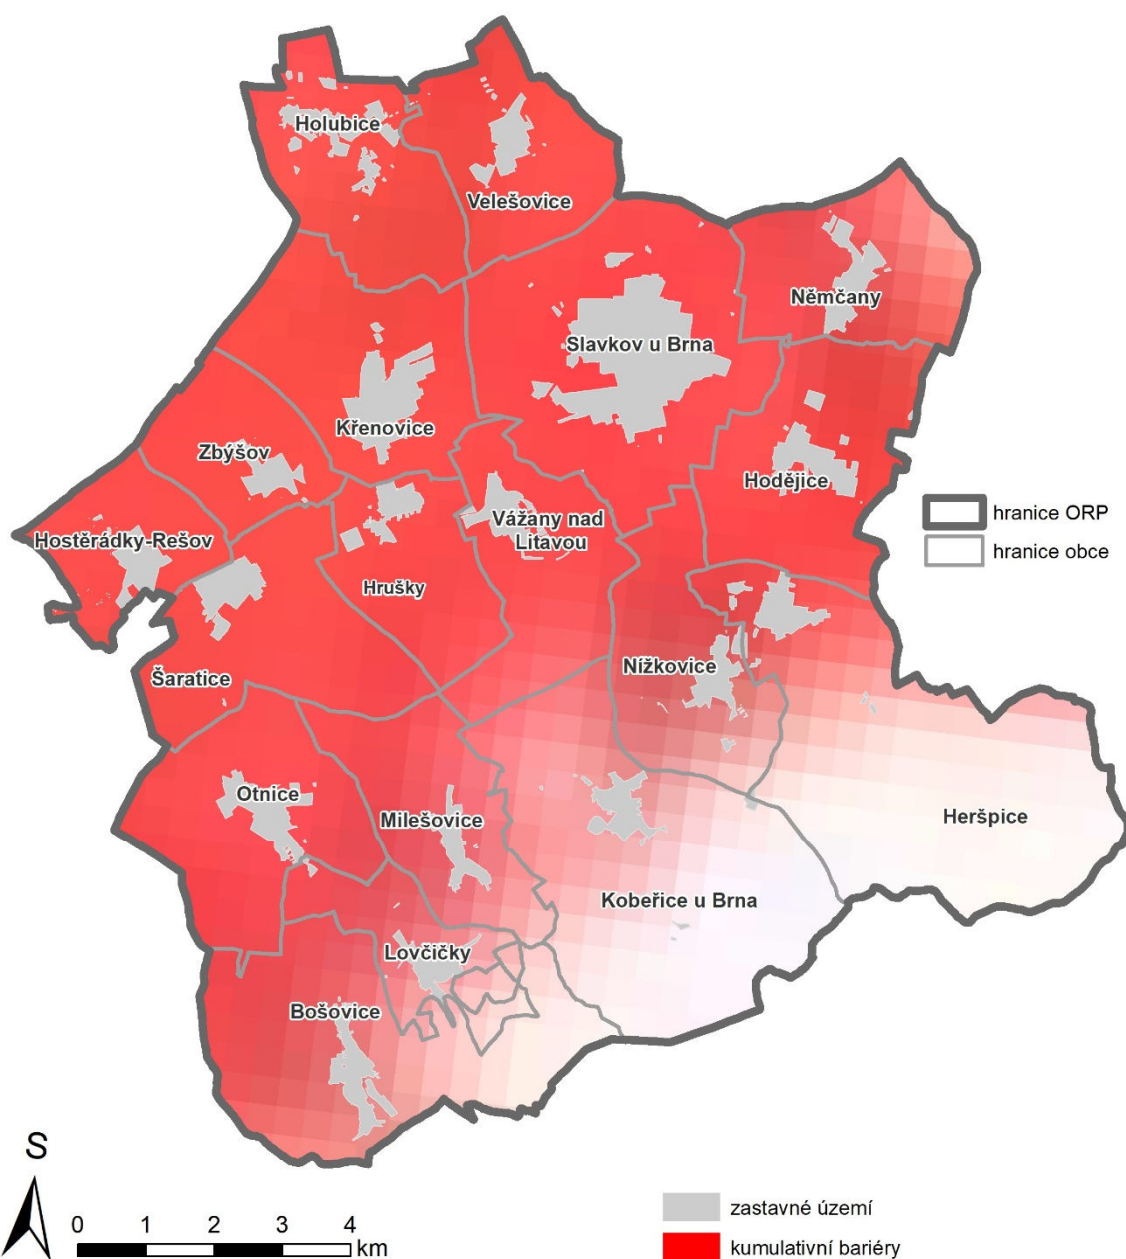 Holubice
Velešovice
Němčany
Slavkov u Brna
Křenovice
Zbýšov
Hodějice
Vážany nad
Litavou
Hostěrádky-Rešov
Hrušky
Nížkovice
Šaratice
Otnice
Milešovice
Heršpice
Kobeřice u Brna
Lovčičky
Bošovice
hranice ORP
hranice obce
S
0 1 2 3 4
km
zastavné území
kumulativní bariéry